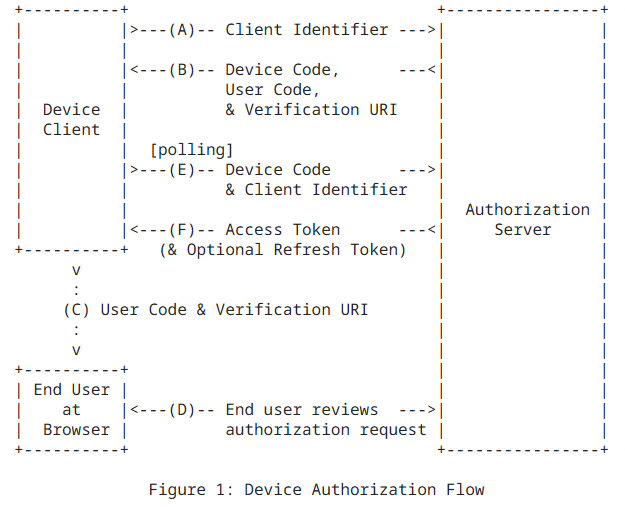 +----------+                                +----------------+
|          |>---(A)-- Client Identifier --->|                |
|          |                                |                |
|          |<---(B)-- Device Code,      ---<|                |
|          |          User Code,            |                |
|  Device  |          & Verification URI    |                |
|  Client  |                                |                |
|          |  [polling]                     |                |
|          |>---(E)-- Device Code       --->|                |
|          |          & Client Identifier   |                |
|          |                                |  Authorization |
|          |<---(F)-- Access Token      ---<|     Server     |
+----------+   (& Optional Refresh Token)   |                |
      v                                     |                |
      :                                     |                |
     (C) User Code & Verification URI       |                |
      :                                     |                |
      v                                     |                |
+----------+                                |                |
| End User |                                |                |
|    at    |<---(D)-- End user reviews  --->|                |
|  Browser |          authorization request |                |
+----------+                                +----------------+
Figure 1: Device Authorization Flow